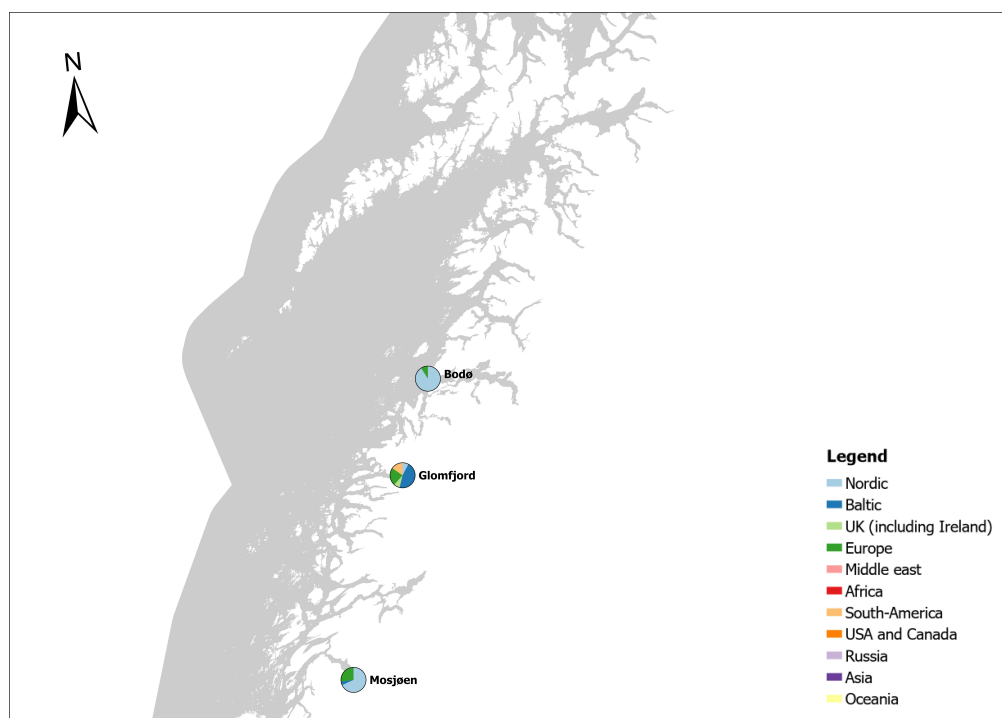 N
Bodø
Glomfjord
Mosjøen
Legend
Nordic
Baltic
UK (including Ireland)
Europe
Middle east
Africa
South-America
USA and Canada
Russia
Asia
Oceania